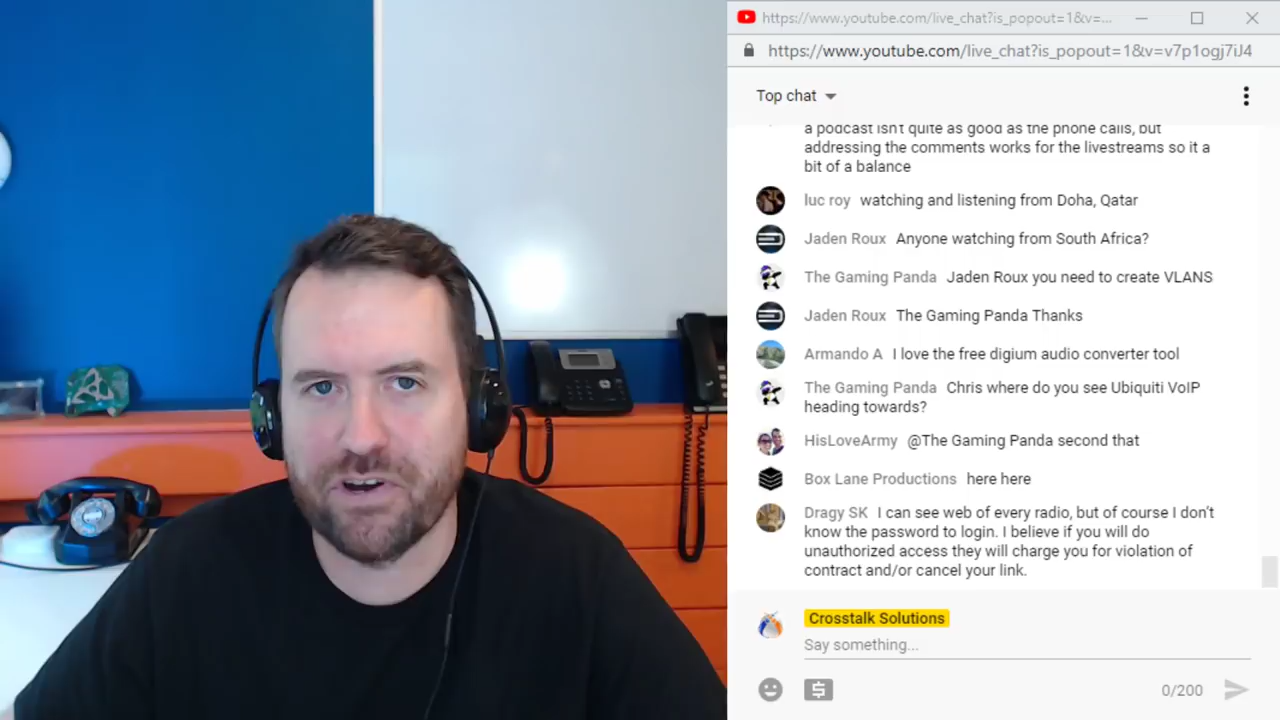 https://www.youtube.com/live_chat?is_popout=1&v=...
https://www.youtube.com/live_chat?is_popout=1&v=v7p1ogj7iJ4
Top chat
a podcast isn't quite as good as the phone calls, but
addressing the comments works for the livestreams so it a
bit of a balance
luc roy watching and listening from Doha, Qatar
Jaden Roux Anyone watching from South Africa?
The Gaming Panda Jaden Roux you need to create VLANS
Jaden Roux The Gaming Panda Thanks
Armando A I love the free digium audio converter tool
The Gaming Panda Chris where do you see Ubiquiti VoIP
heading towards?
HisLoveArmy @The Gaming Panda second that
Box Lane Productions here here
Dragy SK I can see web of every radio, but of course I don't
know the password to login. I believe if you will do
unauthorized access they will charge you for violation of
contract and/or cancel your link.
Crosstalk Solutions
Say something...
0/200